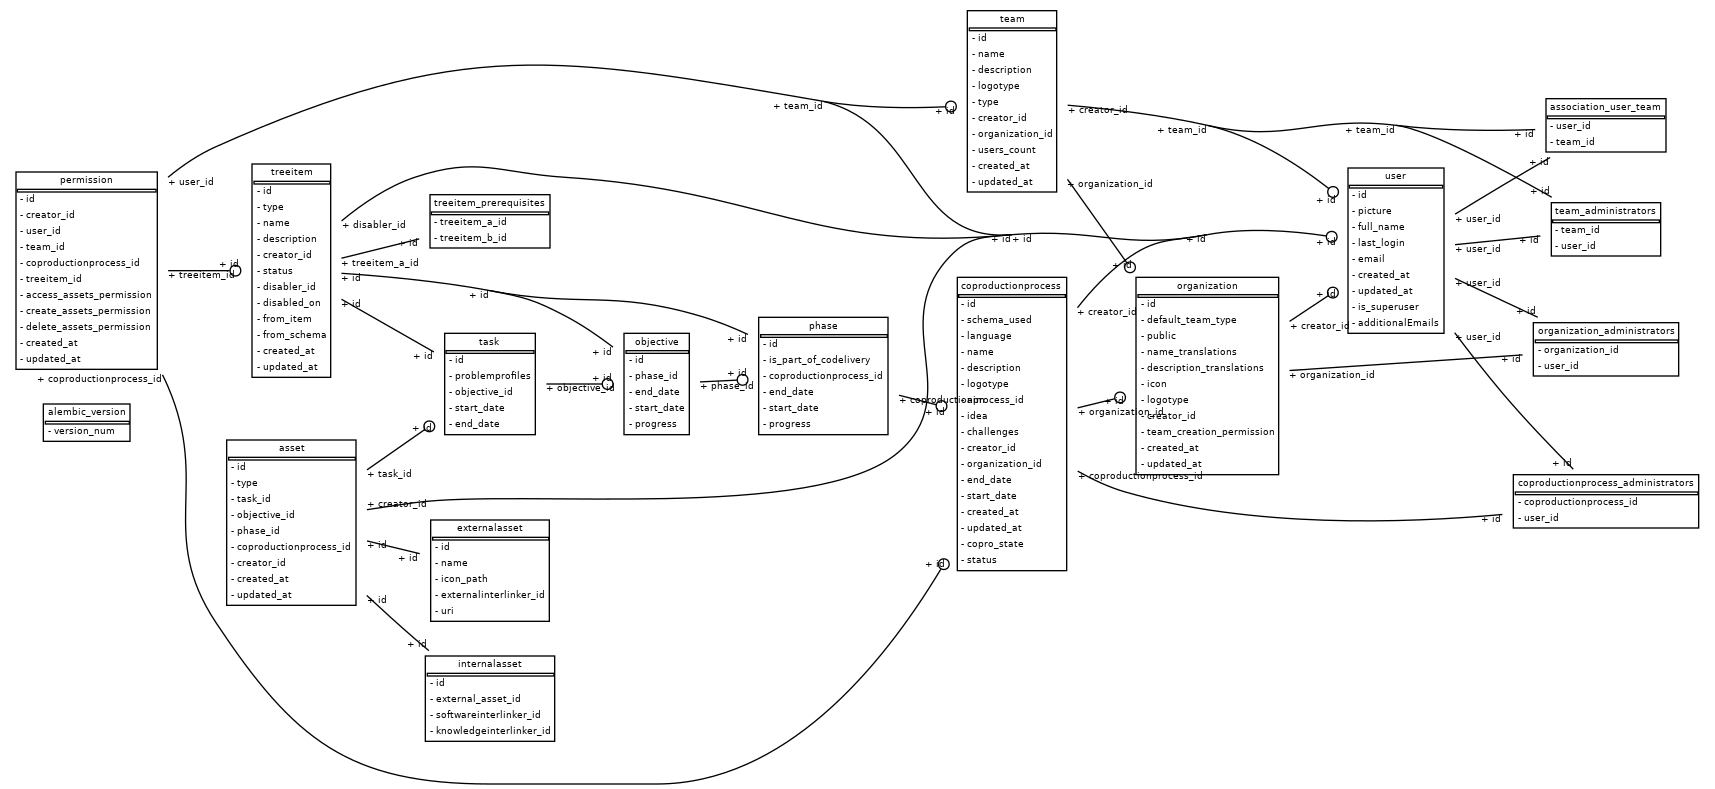 team
- id
- name
- description
- logotype
- type
- creator_id
- organization_id
- users_count
- created_at
- updated_at
permission
- id
- creator_id
- user_id
- team_id
- coproductionprocess_id
- treeitem_id
- access_assets_permission
- create_assets_permission
- delete_assets_permission
- created_at
- updated_at
treeitem
- id
- type
- name
- description
- creator_id
- status
- disabler_id
- disabled_on
- from_item
- from_schema
- created_at
- updated_at
treeitem_prerequisites
- treeitem_a_id
- treeitem_b_id
association_user_team
- user_id
- team_id
user
- id
- picture
- full_name
- last_login
- email
- created_at
- updated_at
- is_superuser
- additionalEmails
team_administrators
- team_id
- user_id
coproductionprocess
- id
- schema_used
- language
- name
- description
- logotype
- aim
- idea
- challenges
- creator_id
- organization_id
- end_date
- start_date
- created_at
- updated_at
- copro_state
- status
organization
- id
- default_team_type
- public
- name_translations
- description_translations
- icon
- logotype
- creator_id
- team_creation_permission
- created_at
- updated_at
organization_administrators
- organization_id
- user_id
task
- id
- problemprofiles
- objective_id
- start_date
- end_date
objective
- id
- phase_id
- end_date
- start_date
- progress
phase
- id
- is_part_of_codelivery
- coproductionprocess_id
- end_date
- start_date
- progress
alembic_version
- version_num
asset
- id
- type
- task_id
- objective_id
- phase_id
- coproductionprocess_id
- creator_id
- created_at
- updated_at
externalasset
- id
- name
- icon_path
- externalinterlinker_id
- uri
internalasset
- id
- external_asset_id
- softwareinterlinker_id
- knowledgeinterlinker_id
coproductionprocess_administrators
- coproductionprocess_id
- user_id
+ team_id
+ id
+ creator_id
+ team_id
+ team_id
+ id
+ id
+ user_id
+ organization_id
+ id
+ id
+ user_id
+ disabler_id
+ id
+ id
+ id
+ id
+ id
+ user_id
+ id
+ treeitem_a_id
+ id
+ id
+ treeitem_id
+ id
+ id
+ user_id
+ id
+ id
+ id
+ creator_id
+ id
+ creator_id
+ user_id
+ id
+ id
+ id
+ id
+ id
+ organization_id
+ coproductionprocess_id
+ id
+ objective_id
+ id
+ phase_id
+ coproductionprocess_id
+ id
+ id
+ organization_id
+ id
+ task_id
+ id
+ coproductionprocess_id
+ creator_id
+ id
+ id
+ id
+ id
+ id
+ id